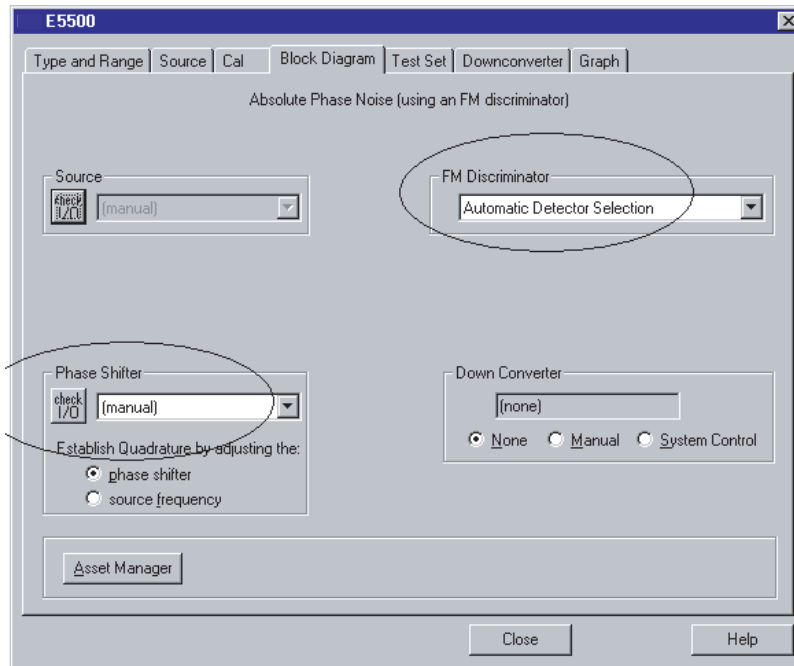 E5500
Type and Range Source Cal Block Diagram Test Set Downconverter Graph
Absolute Phase Noise (using an FM discriminator)
Source
check I/O (manual)
FM Discriminator
Automatic Detector Selection
Phase Shifter
check I/O (manual)
Establish Quadrature by adjusting the:
phase shifter
source frequency
Down Converter
(none)
None Manual System Control
Asset Manager
Close Help